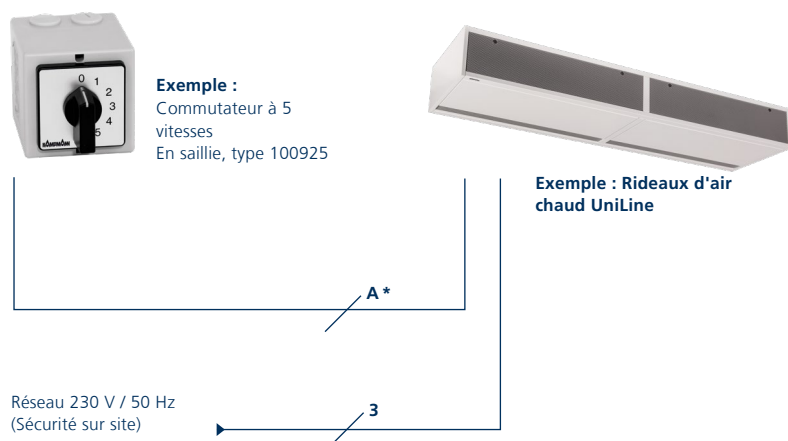 0
1
2
3
4
5
KAMPMANN
Exemple :
Commutateur à 5
vitesses
En saillie, type 100925
Exemple : Rideaux d'air
chaud UniLine
A *
Réseau 230 V / 50 Hz
(Sécurité sur site)
3